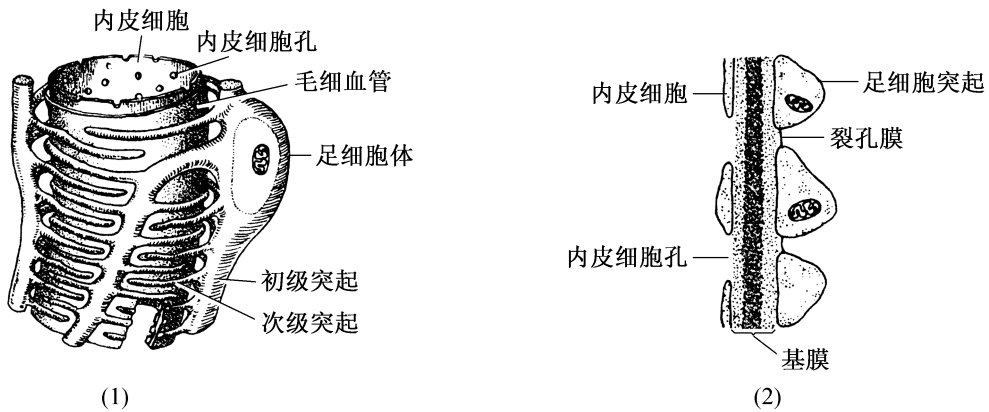 内皮细胞
内皮细胞孔
毛细血管
足细胞体
初级突起
次级突起
(1)
内皮细胞
足细胞突起
裂孔膜
内皮细胞孔
基膜
(2)